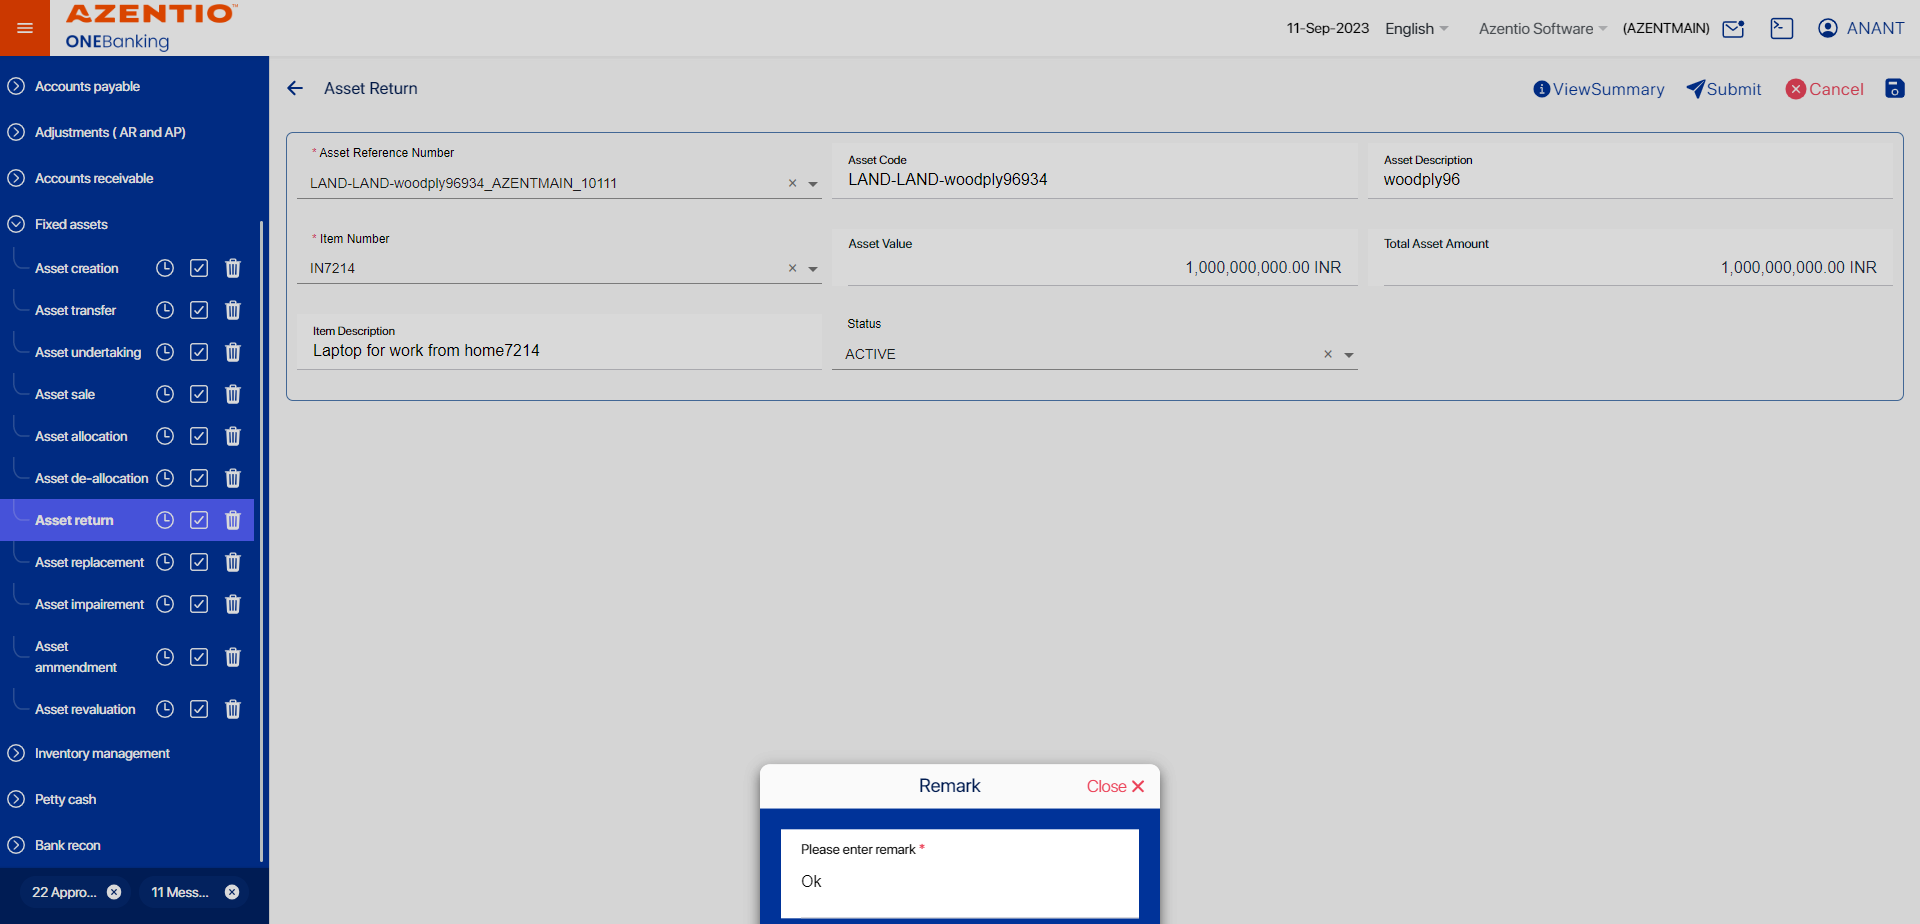 AZENTIO™
ONEBanking
11-Sep-2023 English Azentio Software (AZENTMAIN) ANANT
Accounts payable
Adjustments ( AR and AP)
Accounts receivable
Fixed assets
Asset creation
Asset transfer
Asset undertaking
Asset sale
Asset allocation
Asset de-allocation
Asset return
Asset replacement
Asset impairement
Asset
ammendment
Asset revaluation
Inventory management
Petty cash
Bank recon
22 Appro...
11 Mess...
Asset Return
ViewSummary Submit Cancel
* Asset Reference Number
LAND-LAND-woodply96934_AZENTMAIN_10111
Asset Code
LAND-LAND-woodply96934
Asset Description
woodply96
* Item Number
IN7214
Asset Value
1,000,000,000.00 INR
Total Asset Amount
1,000,000,000.00 INR
Item Description
Laptop for work from home7214
Status
ACTIVE
Remark
Close
Please enter remark *
Ok